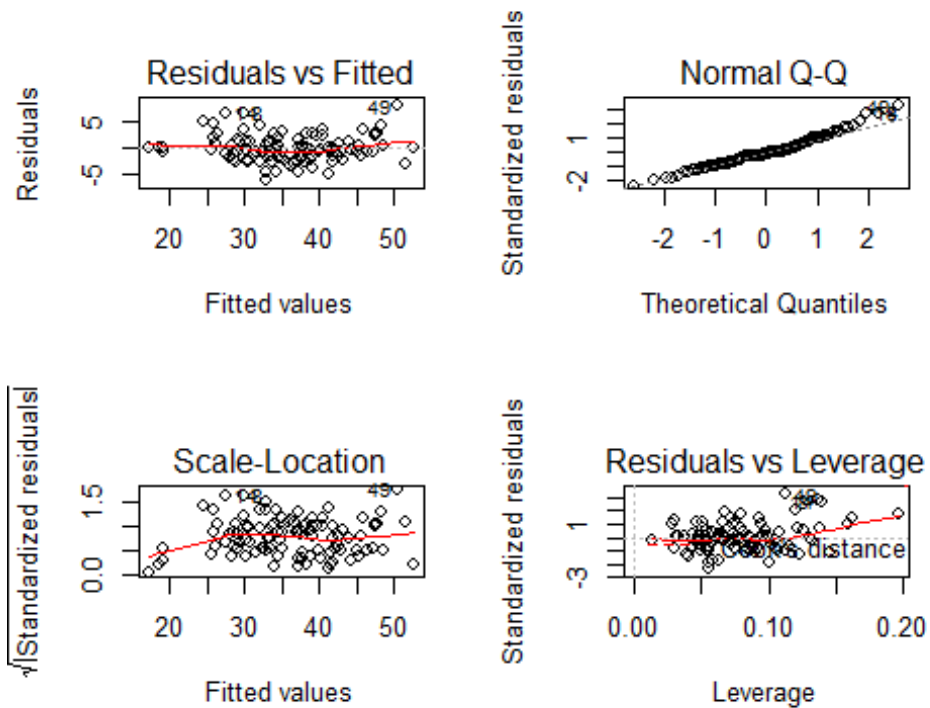 Residuals vs Fitted
Residuals
5
-5
49
20
30
40
50
Fitted values
Normal Q-Q
Standardized residuals
1
-2
-2
-1
0
1
2
Theoretical Quantiles
Scale-Location
√|Standardized residuals|
1.5
0.0
49
20
30
40
50
Fitted values
Residuals vs Leverage
Standardized residuals
1
-3
Cook's distance
0.00
0.10
0.20
Leverage